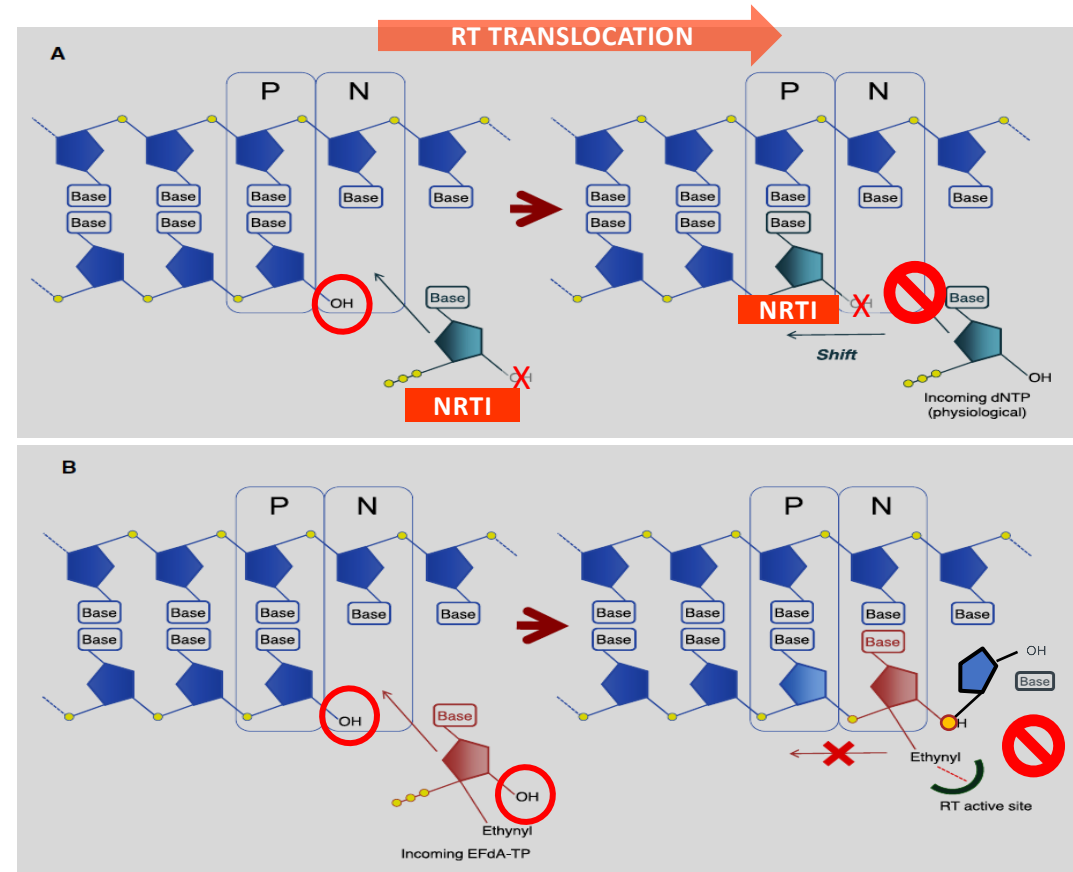 RT TRANSLOCATION
A
P N
P N
Base Base Base Base Base
Base Base Base
OH
Base
OH
NRTI
Base Base Base Base Base
Base Base Base
NRTI
OH
X
Shift
Base
OH
Incoming dNTP
(physiological)
B
P N
P N
Base Base Base Base Base
Base Base Base
OH
Base
OH
Ethynyl
Incoming EFdA-TP
Base Base Base Base Base
Base Base Base Base
OH
Base
H
Ethynyl
RT active site